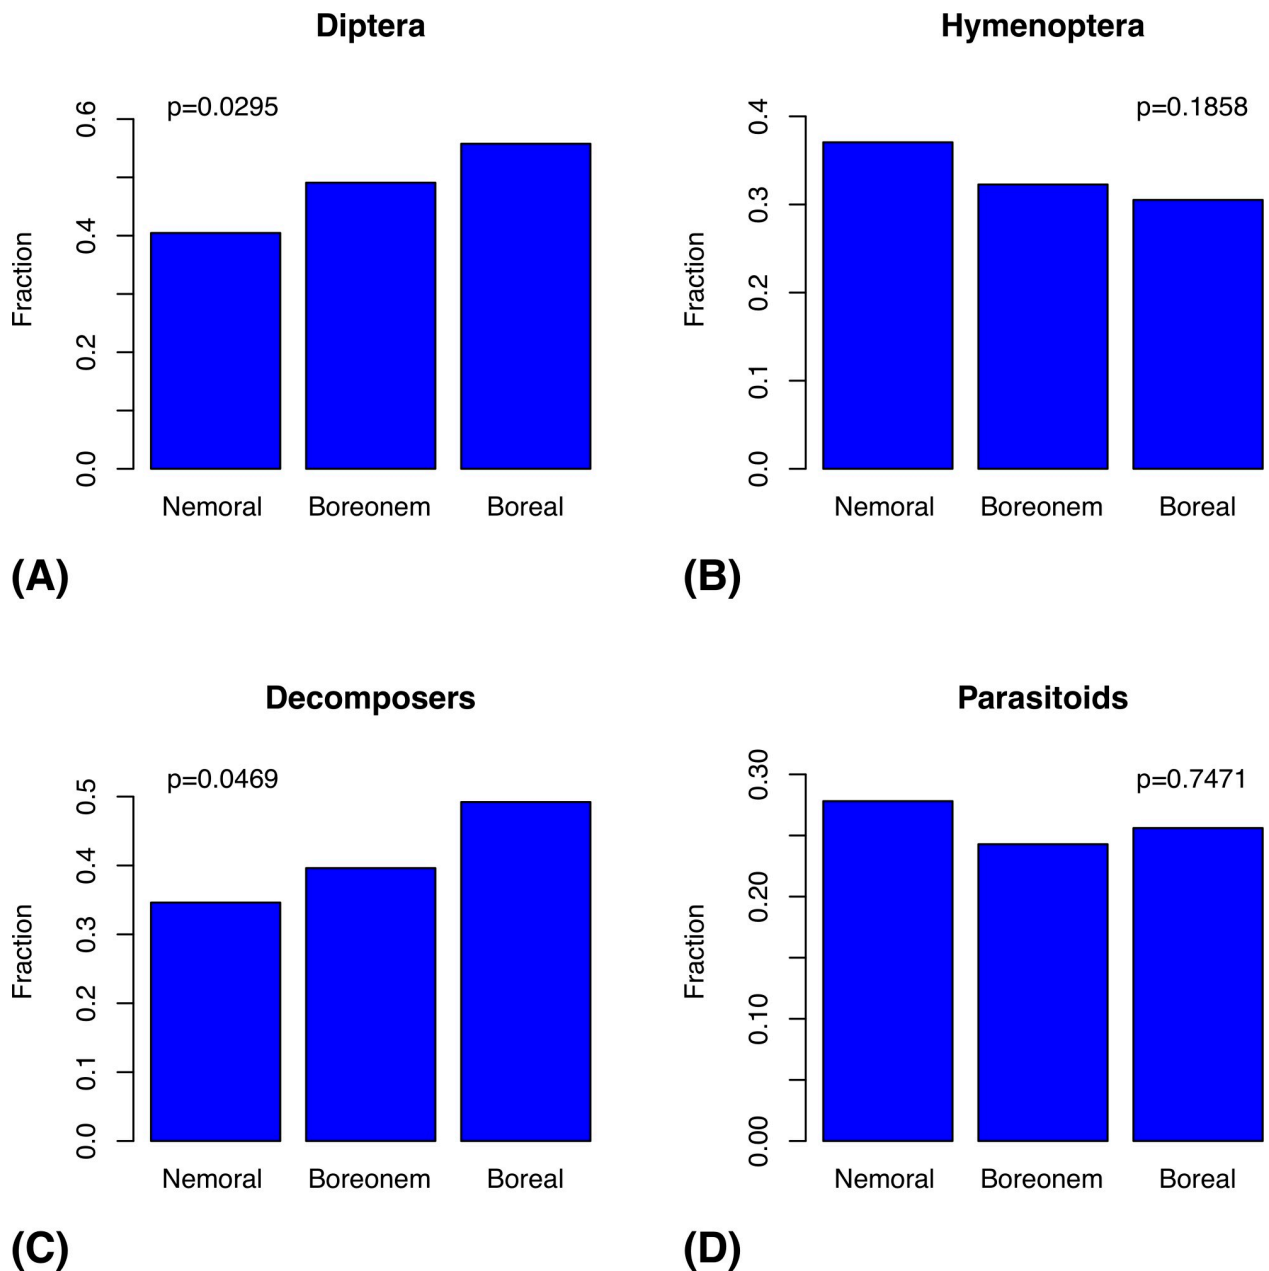 Diptera
p=0.0295
Fraction
0.6
0.4
0.2
0.0
Nemoral Boreonem Boreal
(A)
Hymenoptera
p=0.1858
Fraction
0.4
0.3
0.2
0.1
0.0
Nemoral Boreonem Boreal
(B)
Decomposers
p=0.0469
Fraction
0.5
0.4
0.3
0.2
0.1
0.0
Nemoral Boreonem Boreal
(C)
Parasitoids
p=0.7471
Fraction
0.30
0.20
0.10
0.00
Nemoral Boreonem Boreal
(D)